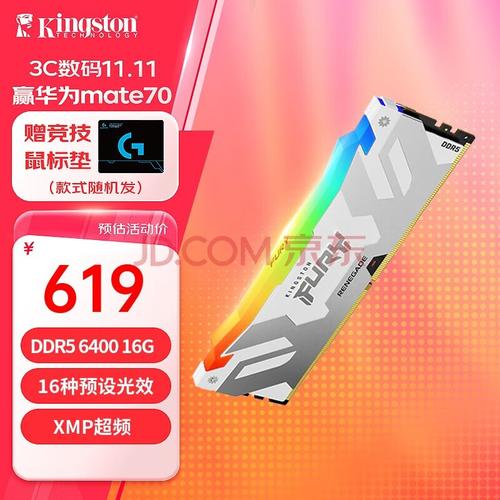 Kingston
TECHNOLOGY
3C数码11.11
赢华为mate70
赠竞技
鼠标垫
(款式随机发)
预估活动价
¥
619
DDR5 6400 16G
16种预设光效
XMP超频
JD.COM 京东
DDR5
FURY
KINGSTON
FURY
RENEGADE